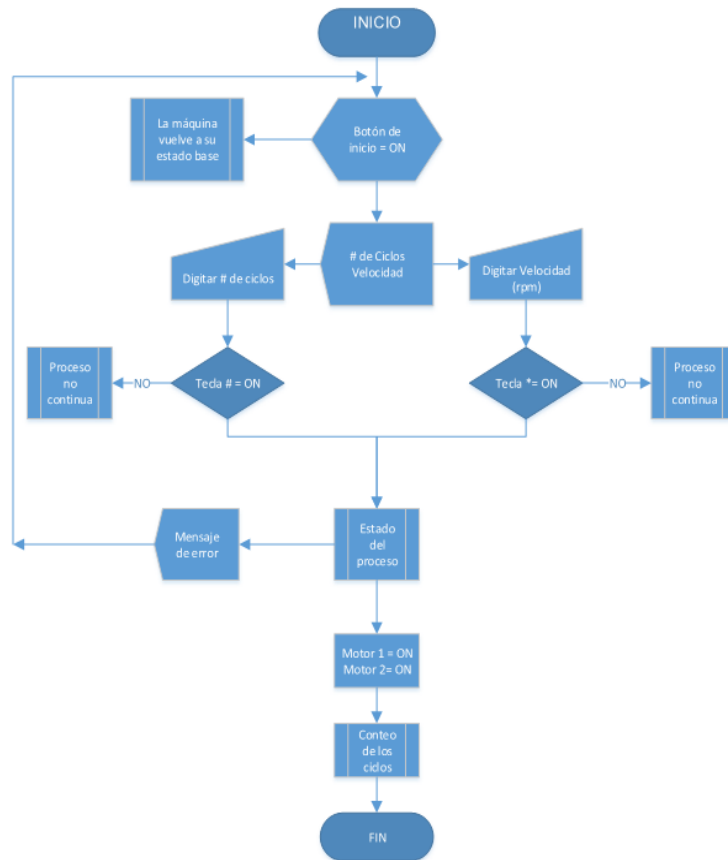 INICIO
La máquina
vuelve a su
estado base
Botón de
inicio = ON
# de Ciclos
Velocidad
Digitar # de ciclos
Digitar Velocidad
(rpm)
Proceso
no
continua
NO
Tecla # = ON
Tecla *= ON
NO
Proceso
no
continua
Mensaje
de error
Estado
del
proceso
Motor 1 = ON
Motor 2= ON
Conteo
de los
ciclos
FIN